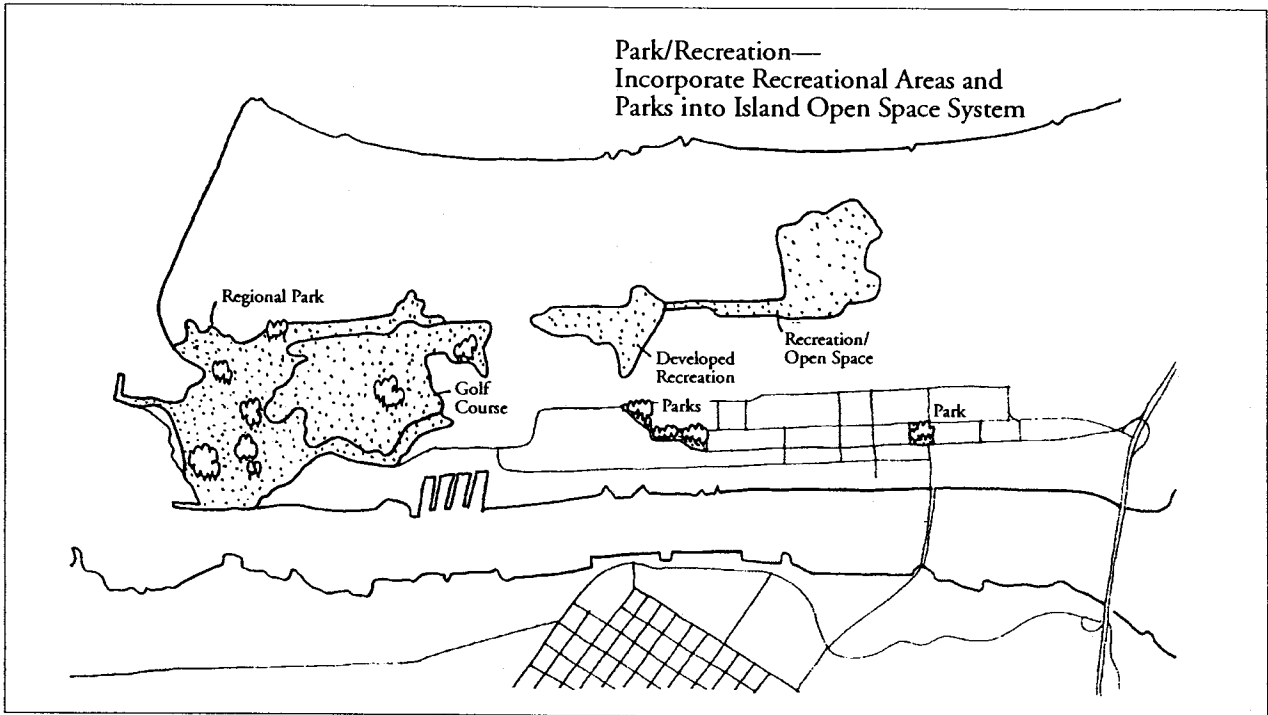 Park/Recreation—
Incorporate Recreational Areas and
Parks into Island Open Space System
Regional Park
Golf
Course
Developed
Recreation
Recreation/
Open Space
Parks
Park